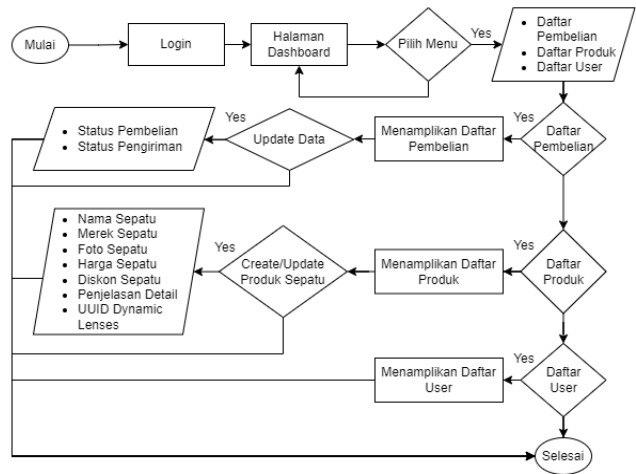 Mulai
Login
Halaman
Dashboard
Pilih Menu
Yes
• Daftar
Pembelian
• Daftar Produk
• Daftar User
• Status Pembelian
• Status Pengiriman
Yes
Update Data
Menamplikan Daftar
Pembelian
Yes
Daftar
Pembelian
• Nama Sepatu
• Merek Sepatu
• Foto Sepatu
• Harga Sepatu
• Diskon Sepatu
• Penjelasan Detail
• UUID Dynamic
Lenses
Yes
Create/Update
Produk Sepatu
Menamplikan Daftar
Produk
Yes
Daftar
Produk
Menamplikan Daftar
User
Yes
Daftar
User
Selesai